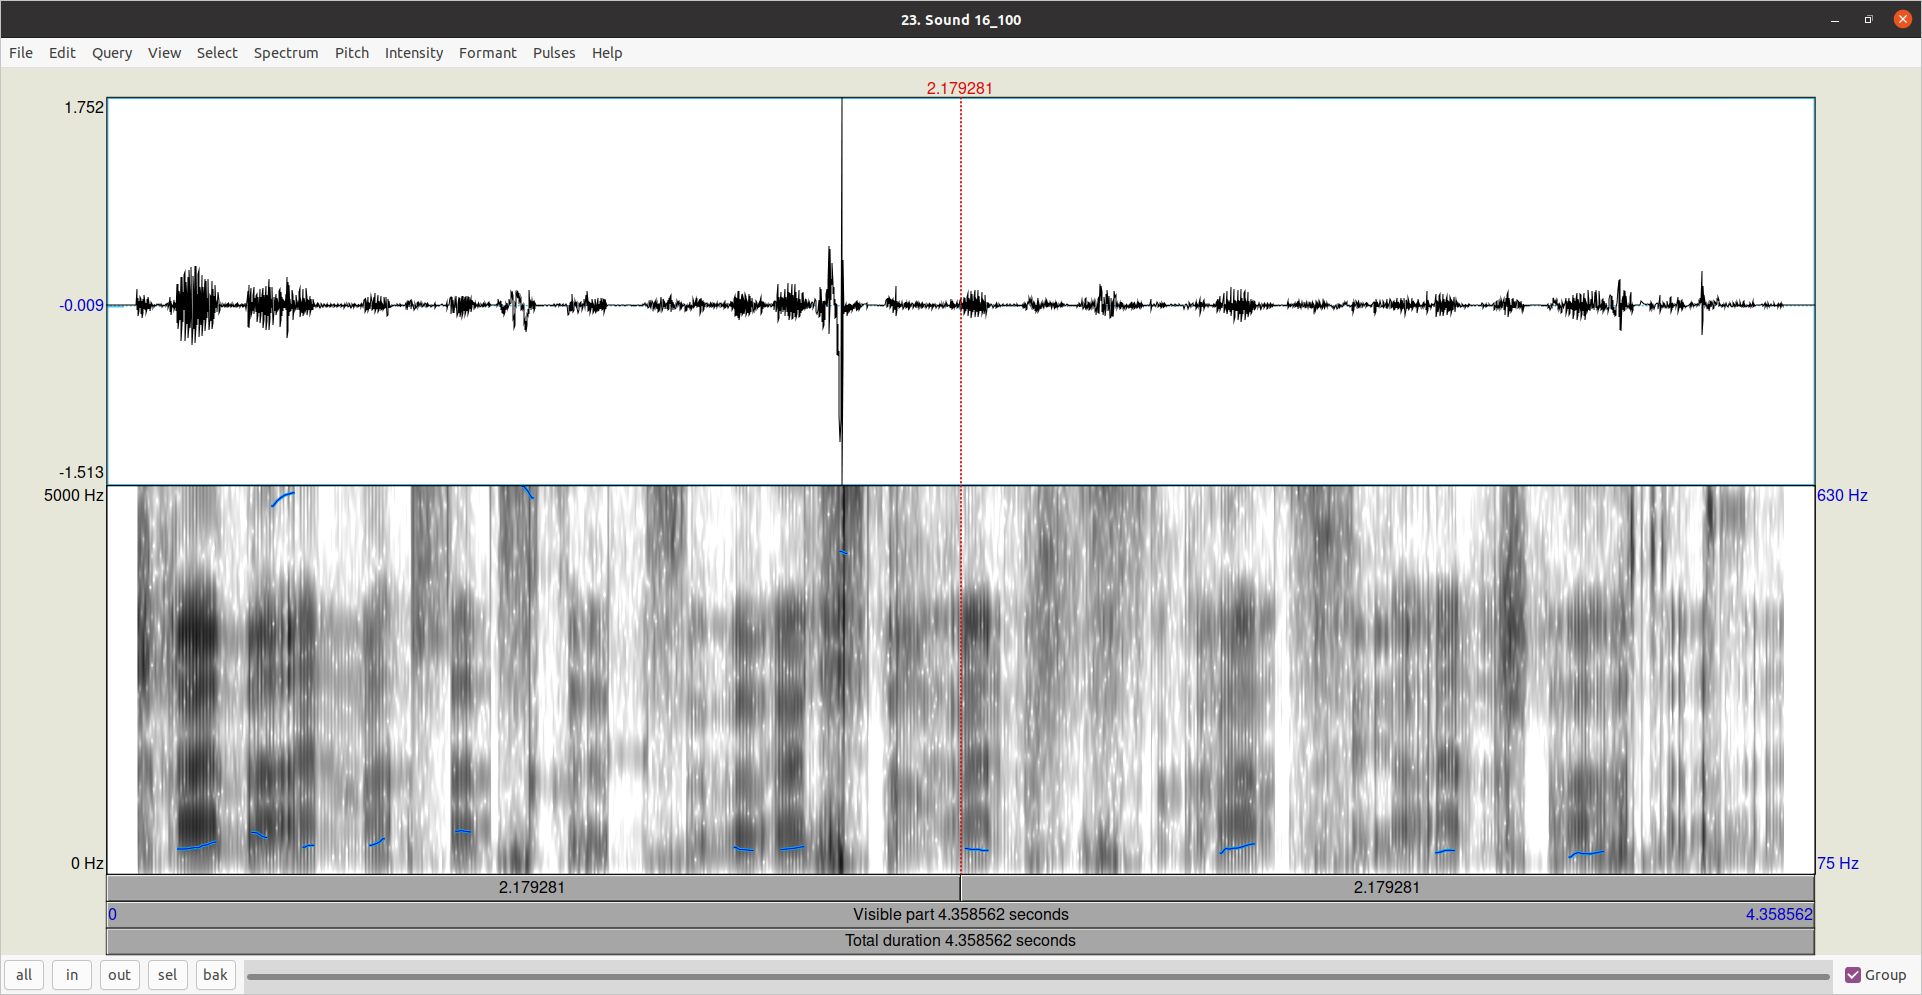 23. Sound 16_100
File Edit Query View Select Spectrum Pitch Intensity Formant Pulses Help
2.179281
1.752
-0.009
-1.513
5000 Hz
630 Hz
0 Hz
75 Hz
2.179281 2.179281
0 Visible part 4.358562 seconds 4.358562
Total duration 4.358562 seconds
all in out sel bak Group